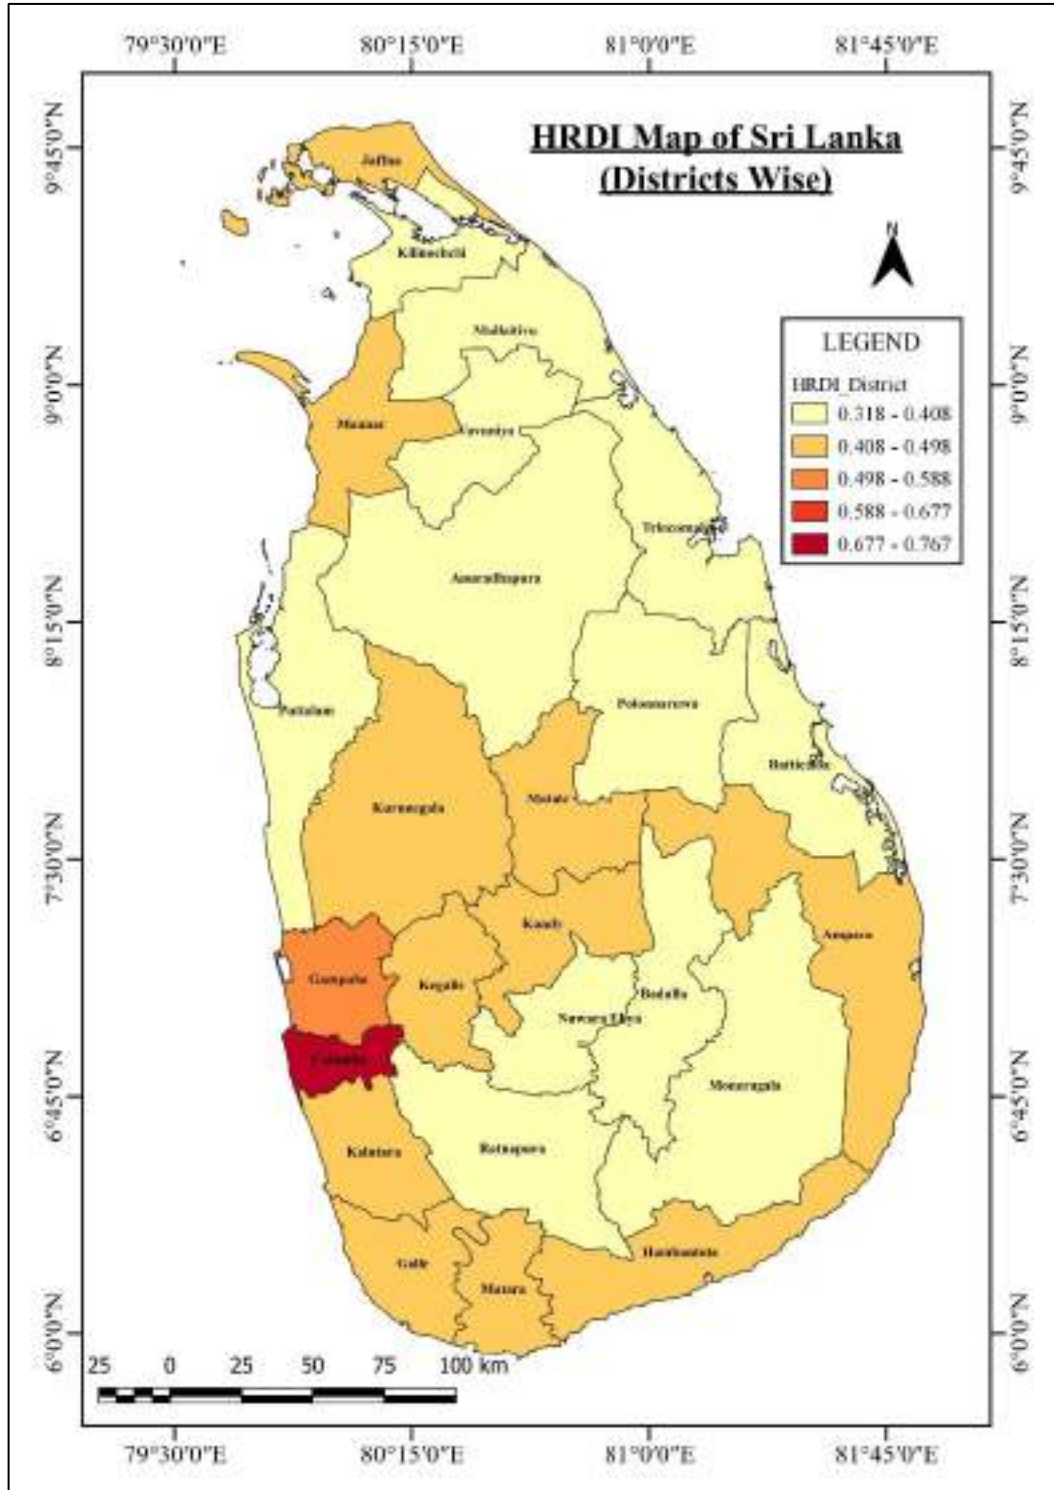 79°30'0"E 80°15'0"E 81°0'0"E 81°45'0"E
HRDI Map of Sri Lanka
(Districts Wise)
N
LEGEND
HRDI_District
0.318 - 0.408
0.408 - 0.498
0.498 - 0.588
0.588 - 0.677
0.677 - 0.767
9°45'0"N
9°0'0"N
8°15'0"N
7°30'0"N
6°45'0"N
6°0'0"N
9°45'0"N
9°0'0"N
8°15'0"N
7°30'0"N
6°45'0"N
6°0'0"N
Jaffna
Kilinochchi
Mullaitivu
Mannar
Vavuniya
Trincomalee
Anuradhapura
Puttalam
Polonnaruwa
Batticaloa
Kurunegala
Matale
Kandy
Ampara
Gampaha
Kegalle
Badulla
Nuwara Eliya
Colombo
Moneragala
Kalutara
Ratnapura
Galle
Matara
Hambantota
25 0 25 50 75 100 km
79°30'0"E 80°15'0"E 81°0'0"E 81°45'0"E